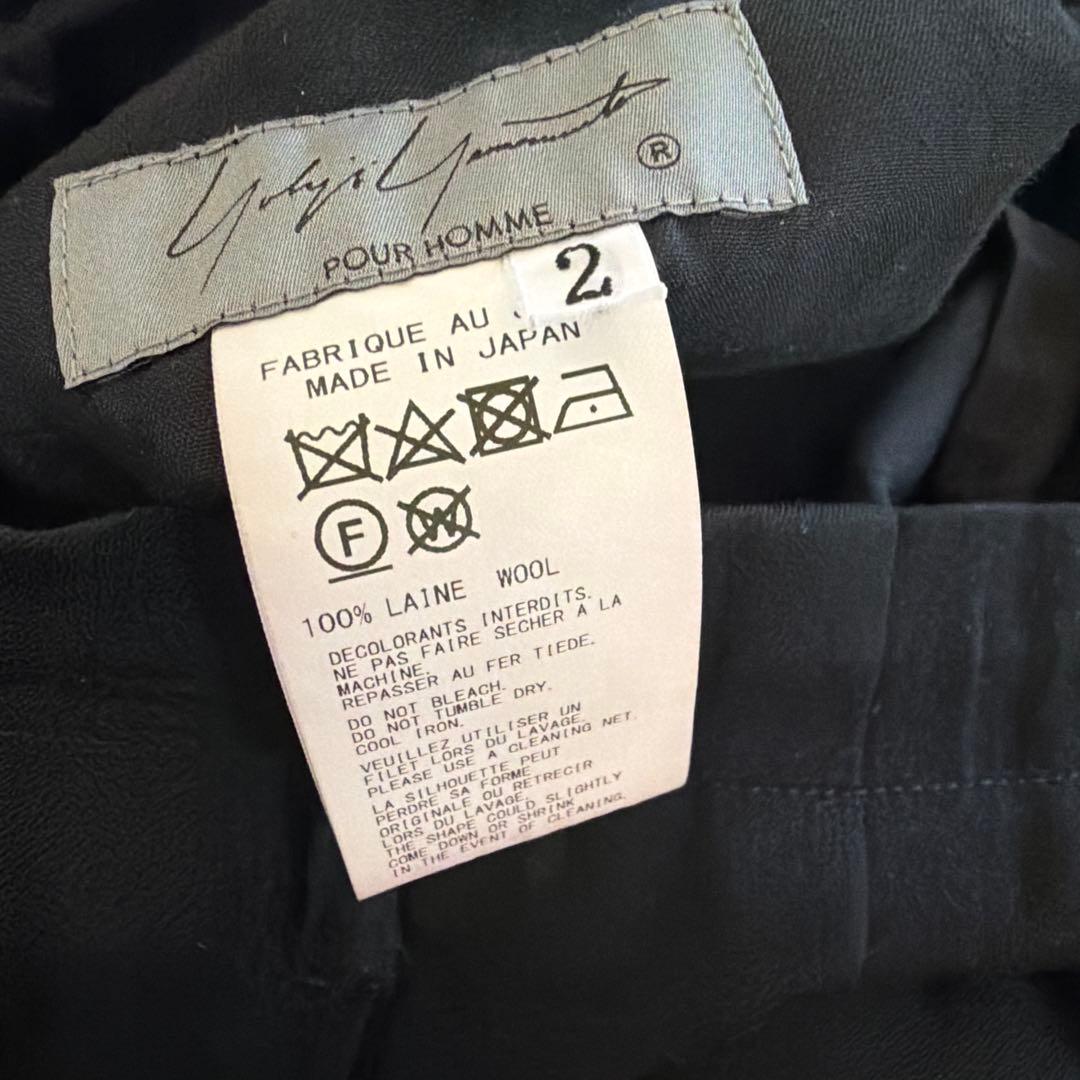 Yohji Yamamoto ®
POUR HOMME
2
FABRIQUE AU
MADE IN JAPAN
F
W
100% LAINE WOOL
DECOLORANTS INTERDITS.
NE PAS FAIRE SECHER A LA
MACHINE.
REPASSER AU FER TIEDE.
DO NOT BLEACH.
DO NOT TUMBLE DRY.
COOL IRON.
VEUILLEZ UTILISER UN
FILET LORS DU LAVAGE.
PLEASE USE A CLEANING NET.
LA SILHOUETTE PEUT
PERDRE SA FORME
ORIGINALE OU RETRECIR
LORS DU LAVAGE.
THE SHAPE COULD SLIGHTLY
COME DOWN OR SHRINK
IN THE EVENT OF CLEANING.